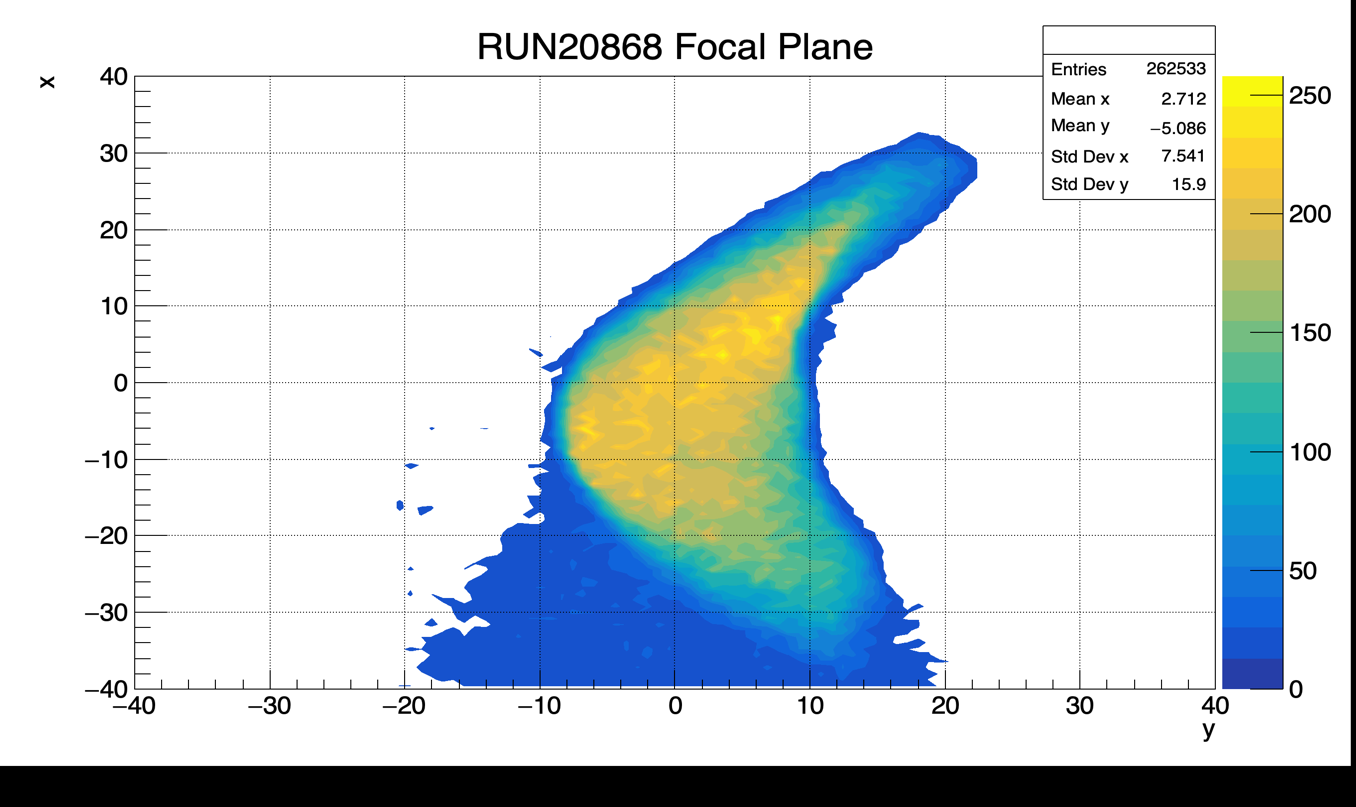 RUN20868 Focal Plane
x
Entries 262533
Mean x 2.712
Mean y −5.086
Std Dev x 7.541
Std Dev y 15.9
40
30
20
10
0
−10
−20
−30
−40
−40 −30 −20 −10 0 10 20 30 40
y
250
200
150
100
50
0